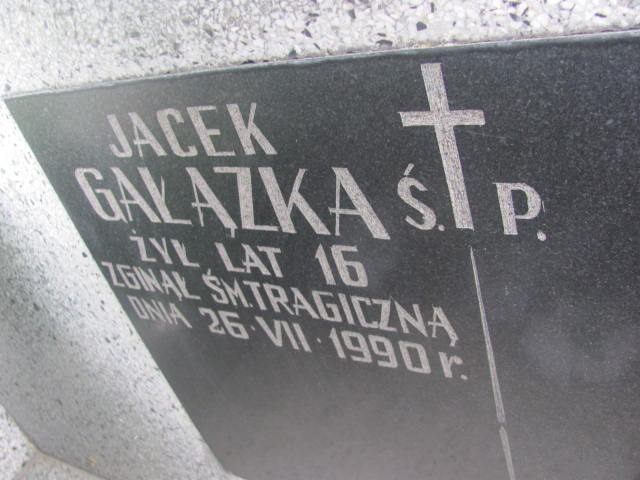 Ś. P.
JACEK
GAŁĄZKA
ŻYŁ LAT 16
ZGINĄŁ ŚM.TRAGICZNĄ
DNIA 26·VII·1990 r.